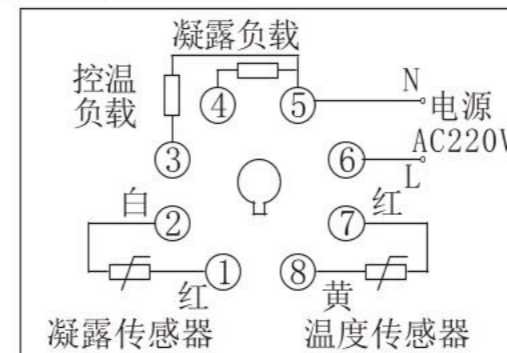 凝露负载
控温
负载
④
⑤
N
电源
③
⑥
AC220V
L
白
②
⑦
红
①
⑧
红
黄
凝露传感器
温度传感器